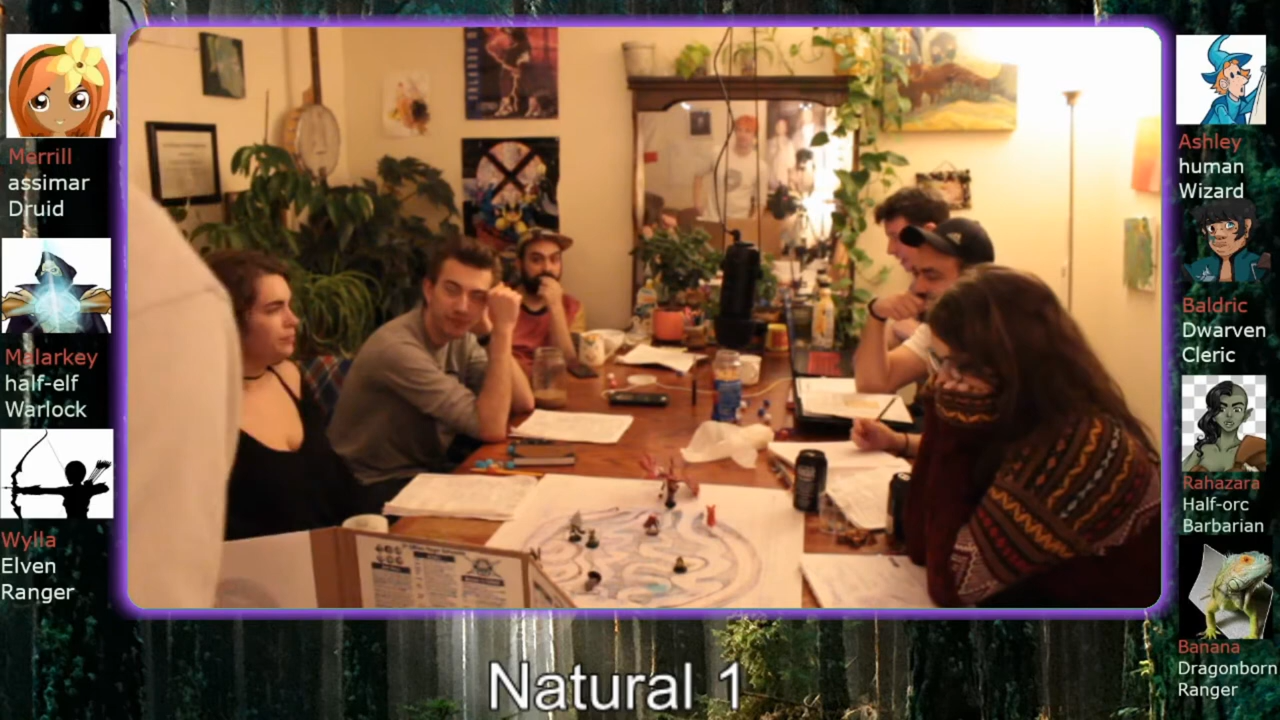 Merrill
assimar
Druid
Malarkey
half-elf
Warlock
Wylla
Elven
Ranger
Ashley
human
Wizard
Baldric
Dwarven
Cleric
Rahazara
Half-orc
Barbarian
Banana
Dragonborn
Ranger
Natural 1